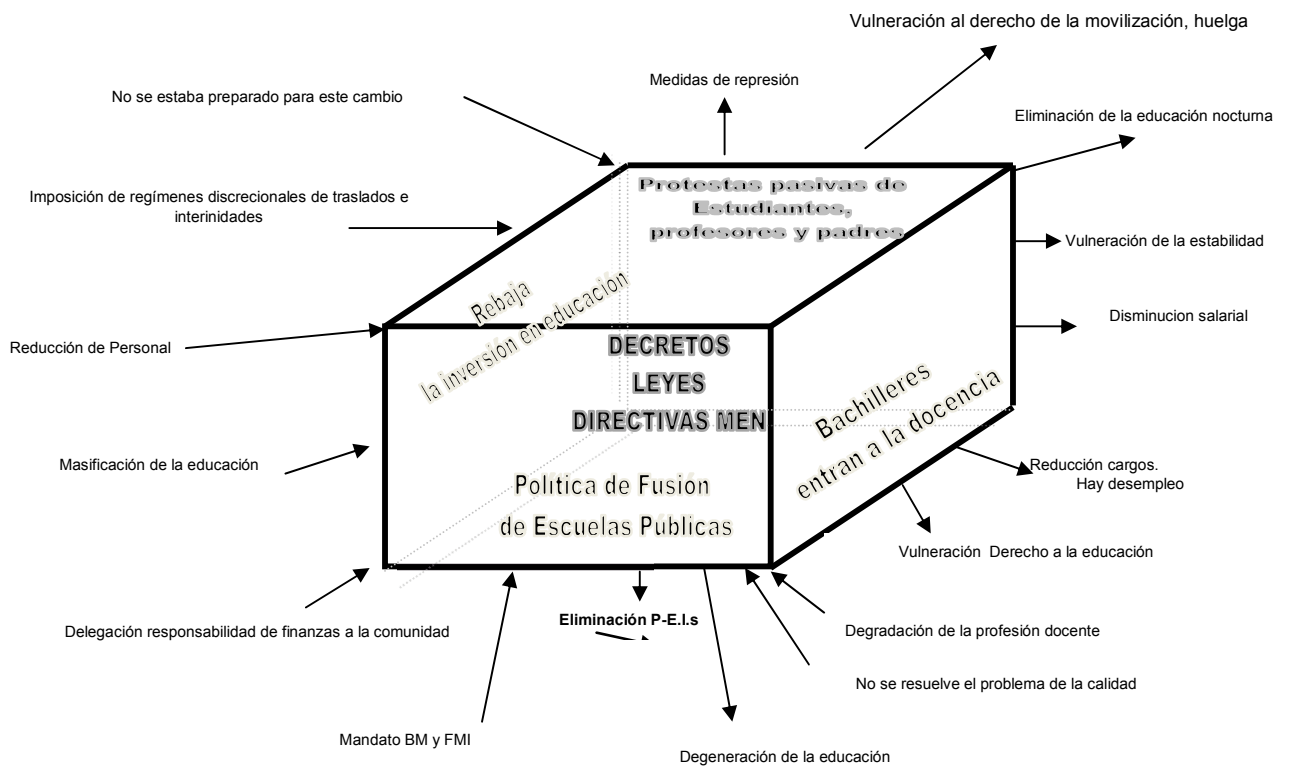 Vulneración al derecho de la movilización, huelga
Medidas de represión
No se estaba preparado para este cambio
Eliminación de la educación nocturna
Protestas pasivas de
Estudiantes,
profesores y padres
Imposición de regímenes discrecionales de traslados e
interinidades
Vulneración de la estabilidad
Rebaja
la inversión en educación
Disminucion salarial
Reducción de Personal
DECRETOS
LEYES
DIRECTIVAS MEN
Bachilleres
entran a la docencia
Masificación de la educación
Reducción cargos.
Hay desempleo
Política de Fusión
de Escuelas Públicas
Vulneración Derecho a la educación
Eliminación P-E.I.s
Delegación responsabilidad de finanzas a la comunidad
Degradación de la profesión docente
No se resuelve el problema de la calidad
Mandato BM y FMI
Degeneración de la educación